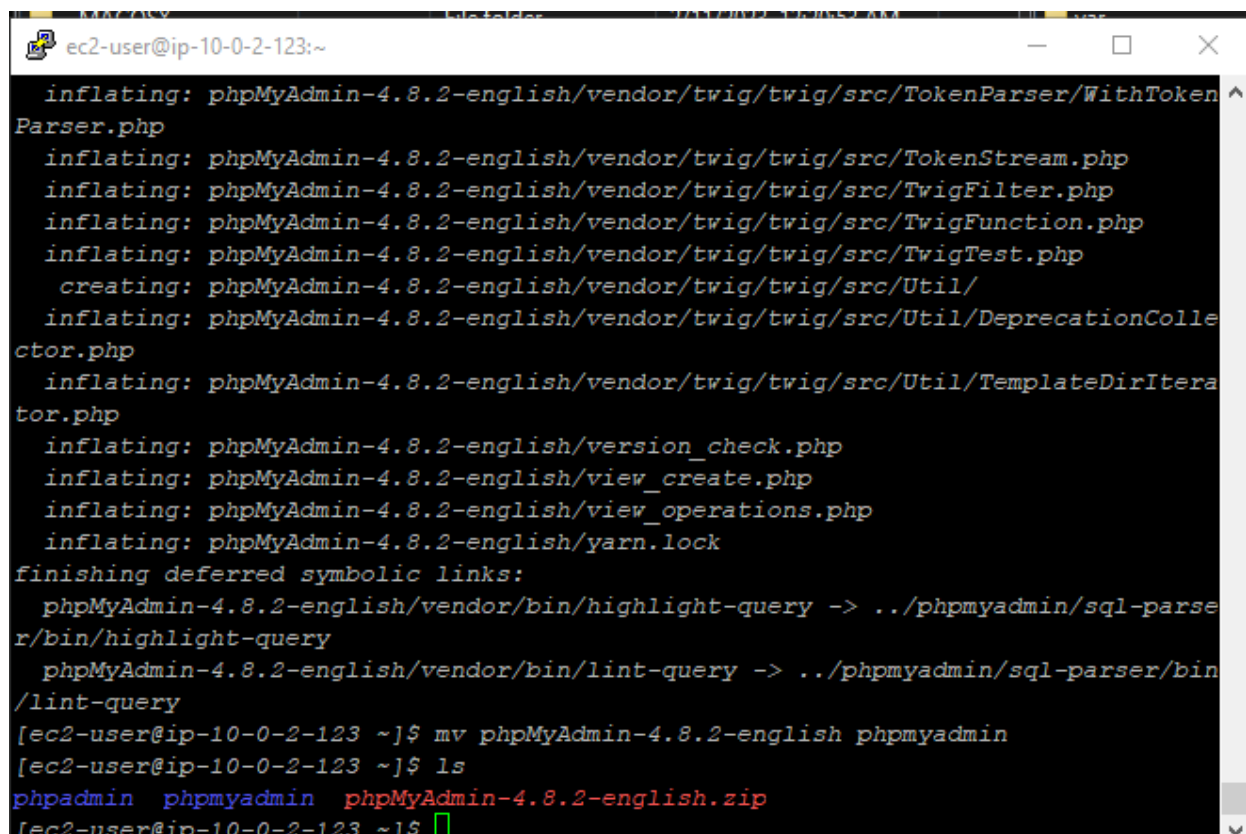 MACOSX File folder 2/11/2023 12:20:53 AM var
ec2-user@ip-10-0-2-123:~
inflating: phpMyAdmin-4.8.2-english/vendor/twig/twig/src/TokenParser/WithToken
Parser.php
inflating: phpMyAdmin-4.8.2-english/vendor/twig/twig/src/TokenStream.php
inflating: phpMyAdmin-4.8.2-english/vendor/twig/twig/src/TwigFilter.php
inflating: phpMyAdmin-4.8.2-english/vendor/twig/twig/src/TwigFunction.php
inflating: phpMyAdmin-4.8.2-english/vendor/twig/twig/src/TwigTest.php
creating: phpMyAdmin-4.8.2-english/vendor/twig/twig/src/Util/
inflating: phpMyAdmin-4.8.2-english/vendor/twig/twig/src/Util/DeprecationColle
ctor.php
inflating: phpMyAdmin-4.8.2-english/vendor/twig/twig/src/Util/TemplateDirItera
tor.php
inflating: phpMyAdmin-4.8.2-english/version_check.php
inflating: phpMyAdmin-4.8.2-english/view_create.php
inflating: phpMyAdmin-4.8.2-english/view_operations.php
inflating: phpMyAdmin-4.8.2-english/yarn.lock
finishing deferred symbolic links:
phpMyAdmin-4.8.2-english/vendor/bin/highlight-query -> ../phpmyadmin/sql-parse
r/bin/highlight-query
phpMyAdmin-4.8.2-english/vendor/bin/lint-query -> ../phpmyadmin/sql-parser/bin
/lint-query
[ec2-user@ip-10-0-2-123 ~]$ mv phpMyAdmin-4.8.2-english phpmyadmin
[ec2-user@ip-10-0-2-123 ~]$ ls
phpadmin phpmyadmin phpMyAdmin-4.8.2-english.zip
[ec2-user@ip-10-0-2-123 ~]$